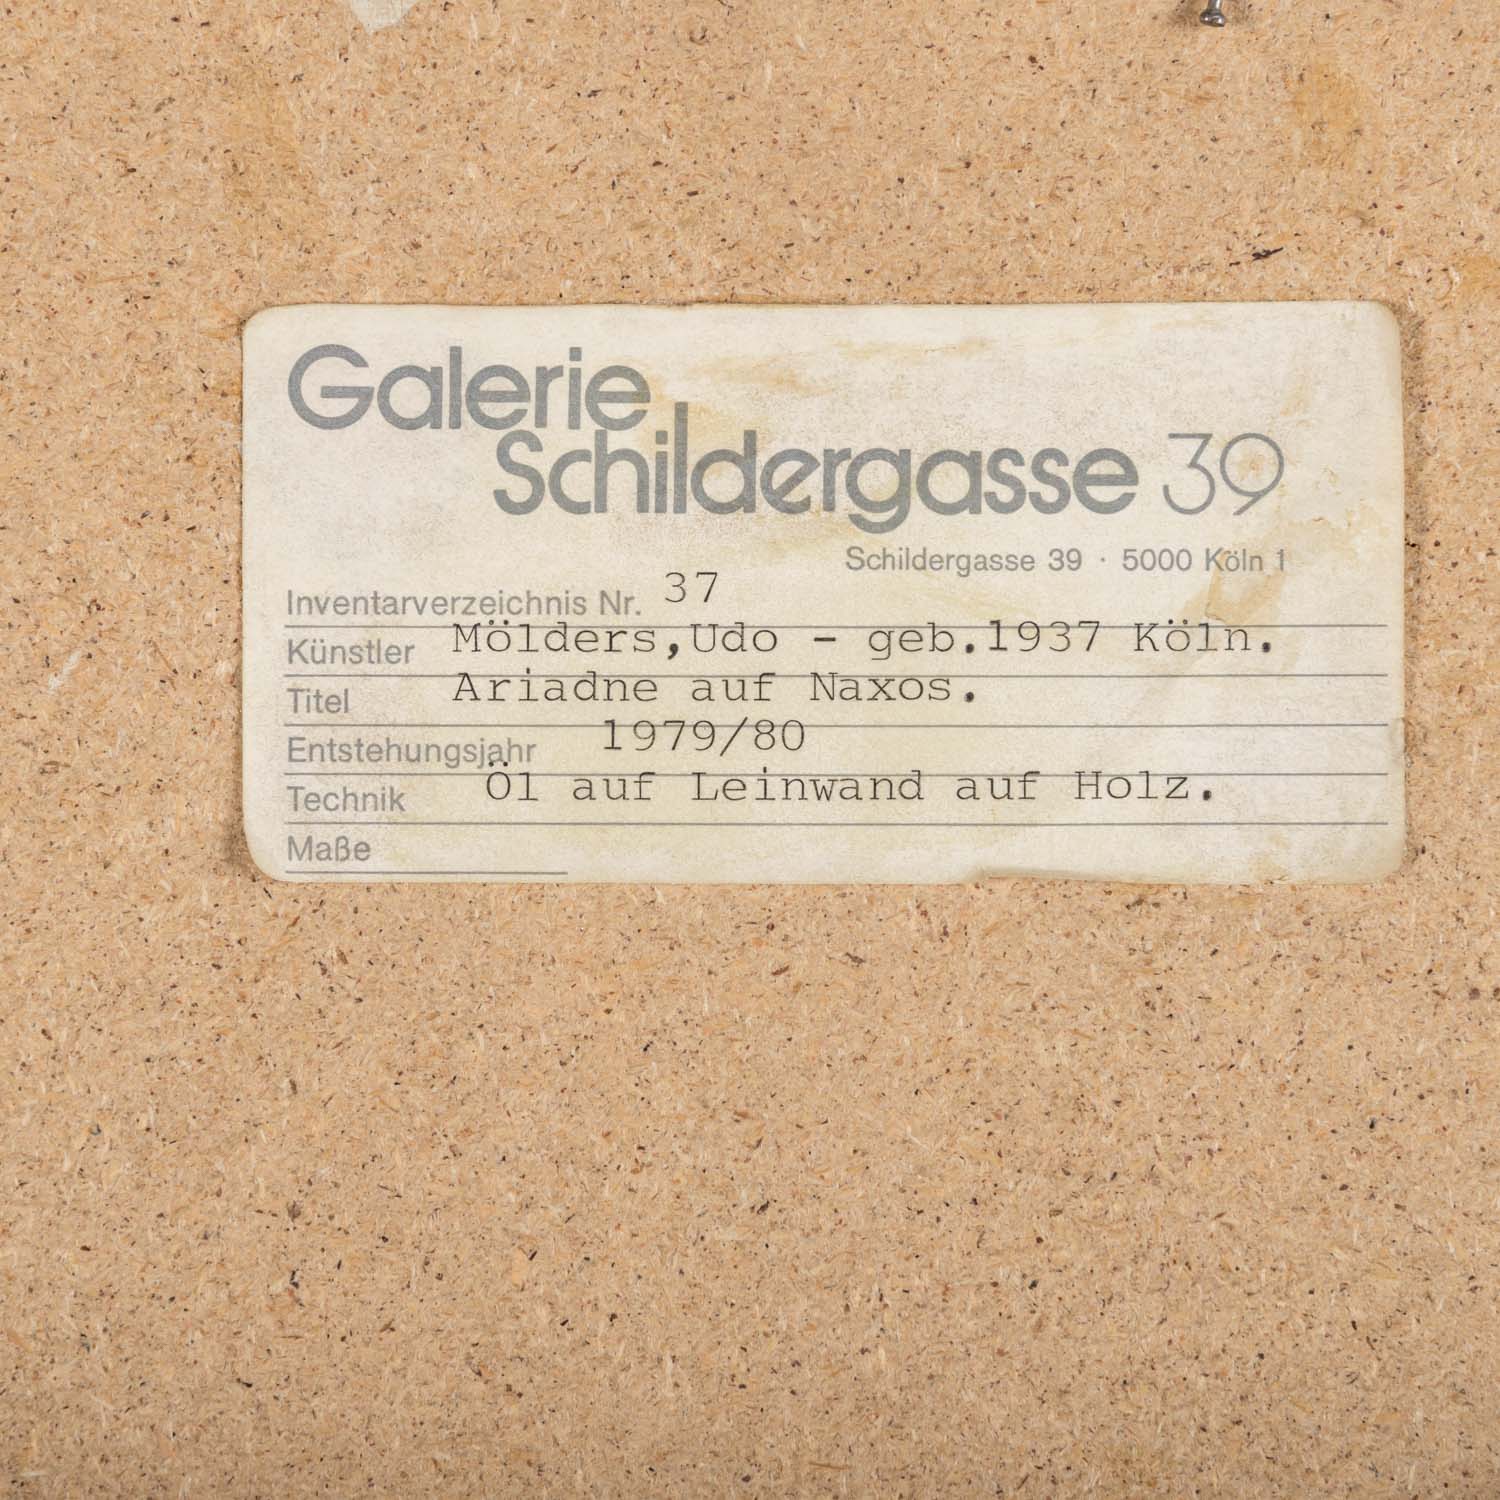 Galerie
Schildergasse 39
Schildergasse 39 · 5000 Köln 1
Inventarverzeichnis Nr. 37
Künstler Mölders,Udo - geb.1937 Köln.
Titel Ariadne auf Naxos.
Entstehungsjahr 1979/80
Technik Öl auf Leinwand auf Holz.
Maße